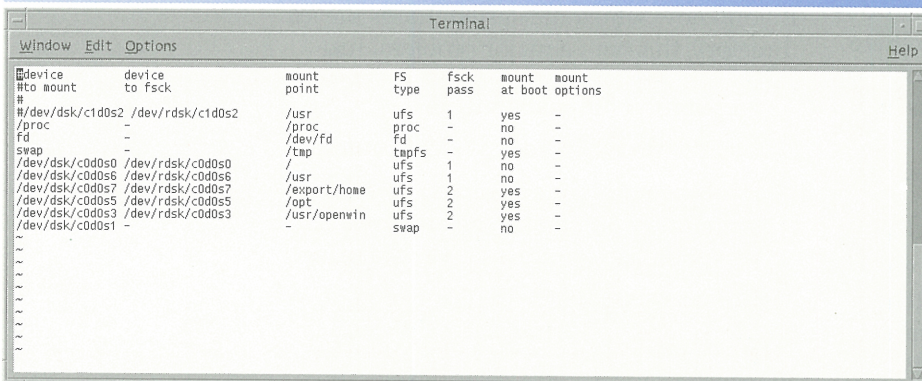 Terminal
Window Edit Options Help
#device device mount FS fsck mount mount
#to mount to fsck point type pass at boot options
#
#/dev/dsk/c1d0s2 /dev/rdsk/c1d0s2 /usr ufs 1 yes -
/proc - /proc proc - no -
fd - /dev/fd fd - no -
swap - /tmp tmpfs - yes -
/dev/dsk/c0d0s0 /dev/rdsk/c0d0s0 / ufs 1 no -
/dev/dsk/c0d0s6 /dev/rdsk/c0d0s6 /usr ufs 1 no -
/dev/dsk/c0d0s7 /dev/rdsk/c0d0s7 /export/home ufs 2 yes -
/dev/dsk/c0d0s5 /dev/rdsk/c0d0s5 /opt ufs 2 yes -
/dev/dsk/c0d0s3 /dev/rdsk/c0d0s3 /usr/openwin ufs 2 yes -
/dev/dsk/c0d0s1 - - swap - no -
~
~
~
~
~
~
~
~
~